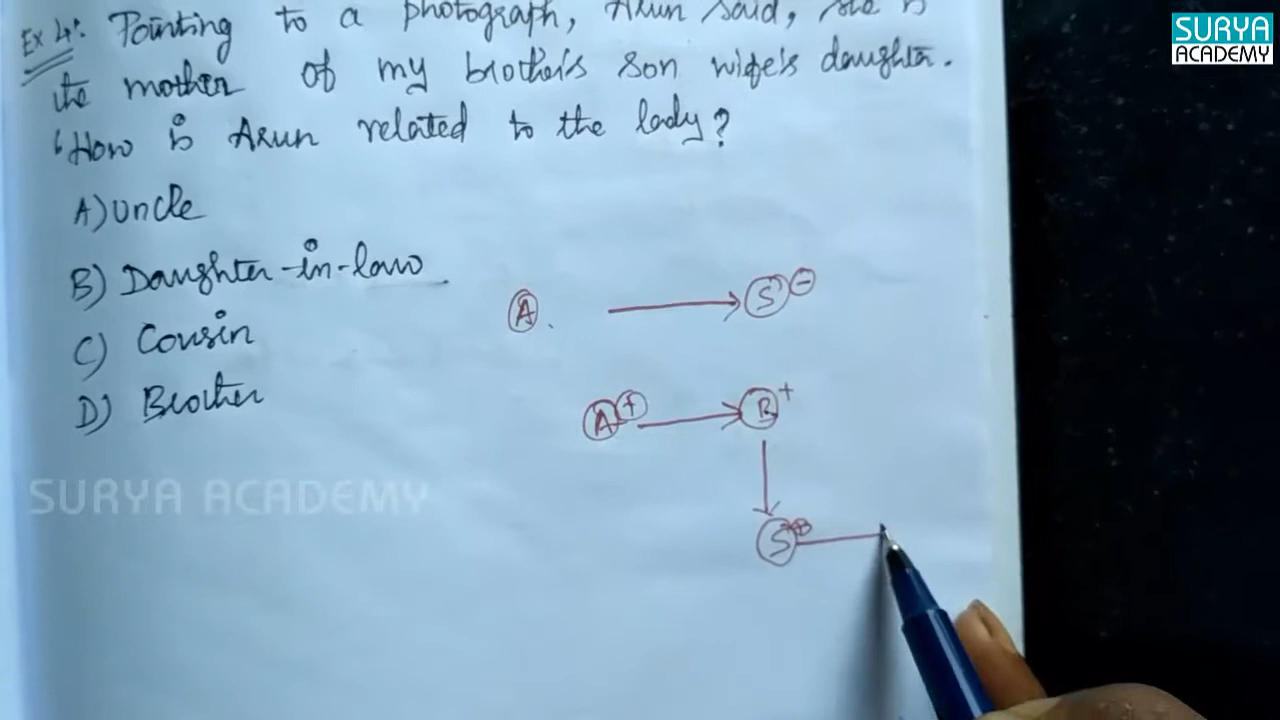 Ex 4: Pointing to a photograph, Arun said, she is
the mother of my brother's son wife's daughter.
How is Arun related to the lady?
A) Uncle
B) Daughter-in-law
C) Cousin
D) Brother
A. S -
A + B +
S +
SURYA ACADEMY
SURYA
ACADEMY